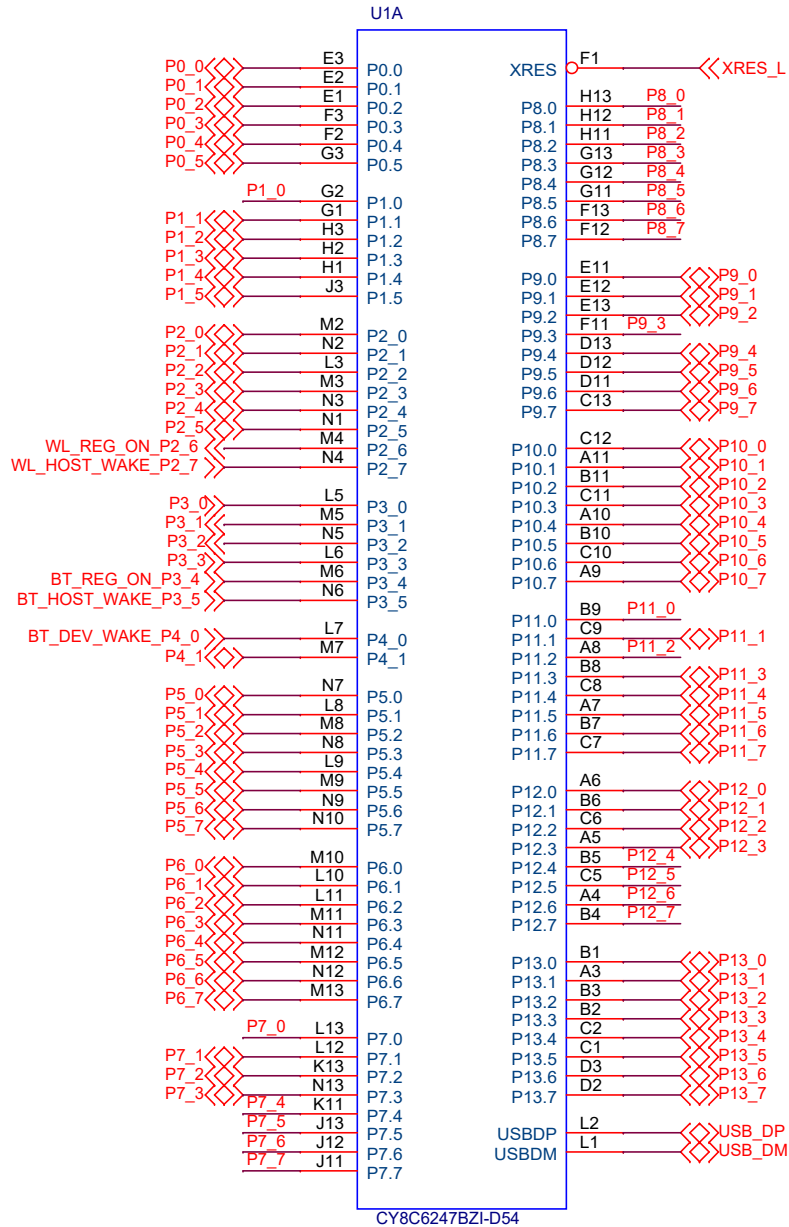 U1A
P0_0 E3 P0.0 XRES F1 XRES_L
P0_1 E2 P0.1
P0_2 E1 P0.2 P8.0 H13 P8_0
P0_3 F3 P0.3 P8.1 H12 P8_1
P0_4 F2 P0.4 P8.2 H11 P8_2
P0_5 G3 P0.5 P8.3 G13 P8_3
P8.4 G12 P8_4
P1_0 G2 P1.0 P8.5 G11 P8_5
P1_1 G1 P1.1 P8.6 F13 P8_6
P1_2 H3 P1.2 P8.7 F12 P8_7
P1_3 H2 P1.3
P1_4 H1 P1.4 P9.0 E11 P9_0
P1_5 J3 P1.5 P9.1 E12 P9_1
P9.2 E13 P9_2
P2_0 M2 P2_0 P9.3 F11 P9_3
P2_1 N2 P2_1 P9.4 D13 P9_4
P2_2 L3 P2_2 P9.5 D12 P9_5
P2_3 M3 P2_3 P9.6 D11 P9_6
P2_4 N3 P2_4 P9.7 C13 P9_7
P2_5 N1 P2_5
WL_REG_ON_P2_6 M4 P2_6 P10.0 C12 P10_0
WL_HOST_WAKE_P2_7 N4 P2_7 P10.1 A11 P10_1
P10.2 B11 P10_2
P3_0 L5 P3_0 P10.3 C11 P10_3
P3_1 M5 P3_1 P10.4 A10 P10_4
P3_2 N5 P3_2 P10.5 B10 P10_5
P3_3 L6 P3_3 P10.6 C10 P10_6
BT_REG_ON_P3_4 M6 P3_4 P10.7 A9 P10_7
BT_HOST_WAKE_P3_5 N6 P3_5
P11.0 B9 P11_0
BT_DEV_WAKE_P4_0 L7 P4_0 P11.1 C9 P11_1
P4_1 M7 P4_1 P11.2 A8 P11_2
P11.3 B8 P11_3
P5_0 N7 P5.0 P11.4 C8 P11_4
P5_1 L8 P5.1 P11.5 A7 P11_5
P5_2 M8 P5.2 P11.6 B7 P11_6
P5_3 N8 P5.3 P11.7 C7 P11_7
P5_4 L9 P5.4
P5_5 M9 P5.5 P12.0 A6 P12_0
P5_6 N9 P5.6 P12.1 B6 P12_1
P5_7 N10 P5.7 P12.2 C6 P12_2
P12.3 A5 P12_3
P6_0 M10 P6.0 P12.4 B5 P12_4
P6_1 L10 P6.1 P12.5 C5 P12_5
P6_2 L11 P6.2 P12.6 A4 P12_6
P6_3 M11 P6.3 P12.7 B4 P12_7
P6_4 N11 P6.4
P6_5 M12 P6.5 P13.0 B1 P13_0
P6_6 N12 P6.6 P13.1 A3 P13_1
P6_7 M13 P6.7 P13.2 B3 P13_2
P13.3 B2 P13_3
P7_0 L13 P7.0 P13.4 C2 P13_4
P7_1 L12 P7.1 P13.5 C1 P13_5
P7_2 K13 P7.2 P13.6 D3 P13_6
P7_3 N13 P7.3 P13.7 D2 P13_7
P7_4 K11 P7.4
P7_5 J13 P7.5 USBDP L2 USB_DP
P7_6 J12 P7.6 USBDM L1 USB_DM
P7_7 J11 P7.7
CY8C6247BZI-D54